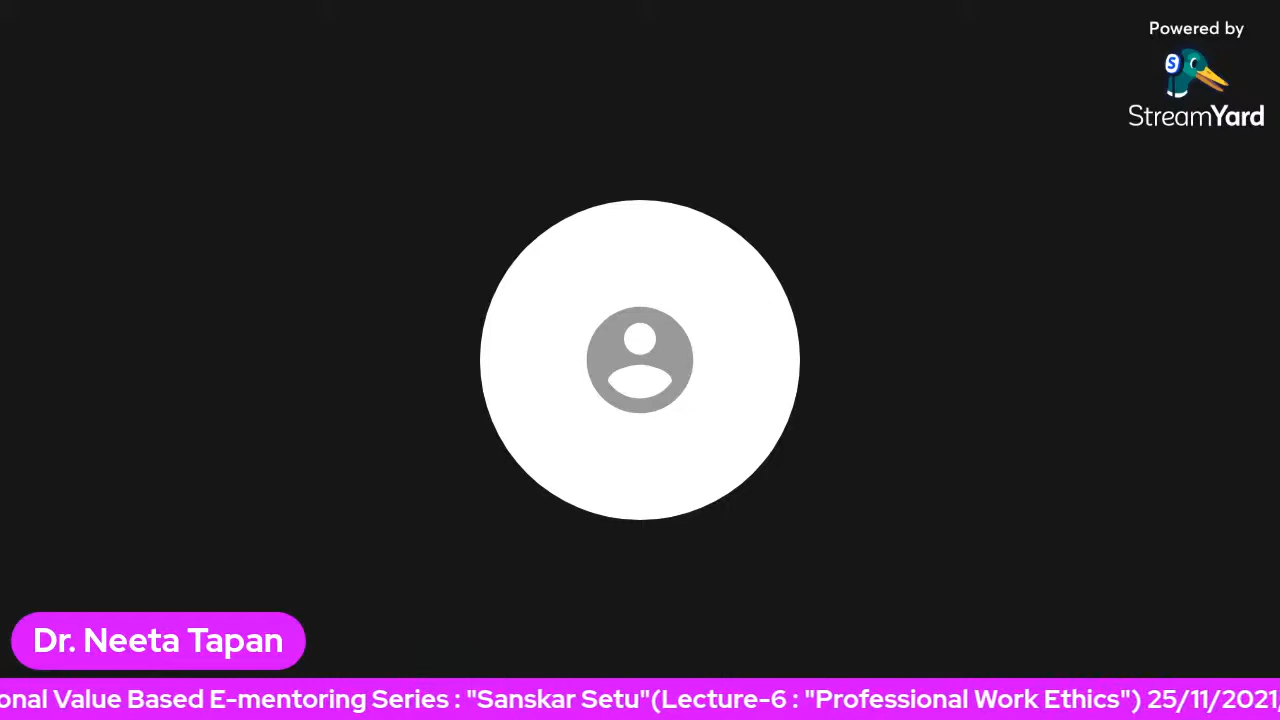 Powered by
S
StreamYard
Dr. Neeta Tapan
onal Value Based E-mentoring Series : "Sanskar Setu"(Lecture-6 : "Professional Work Ethics") 25/11/2021,